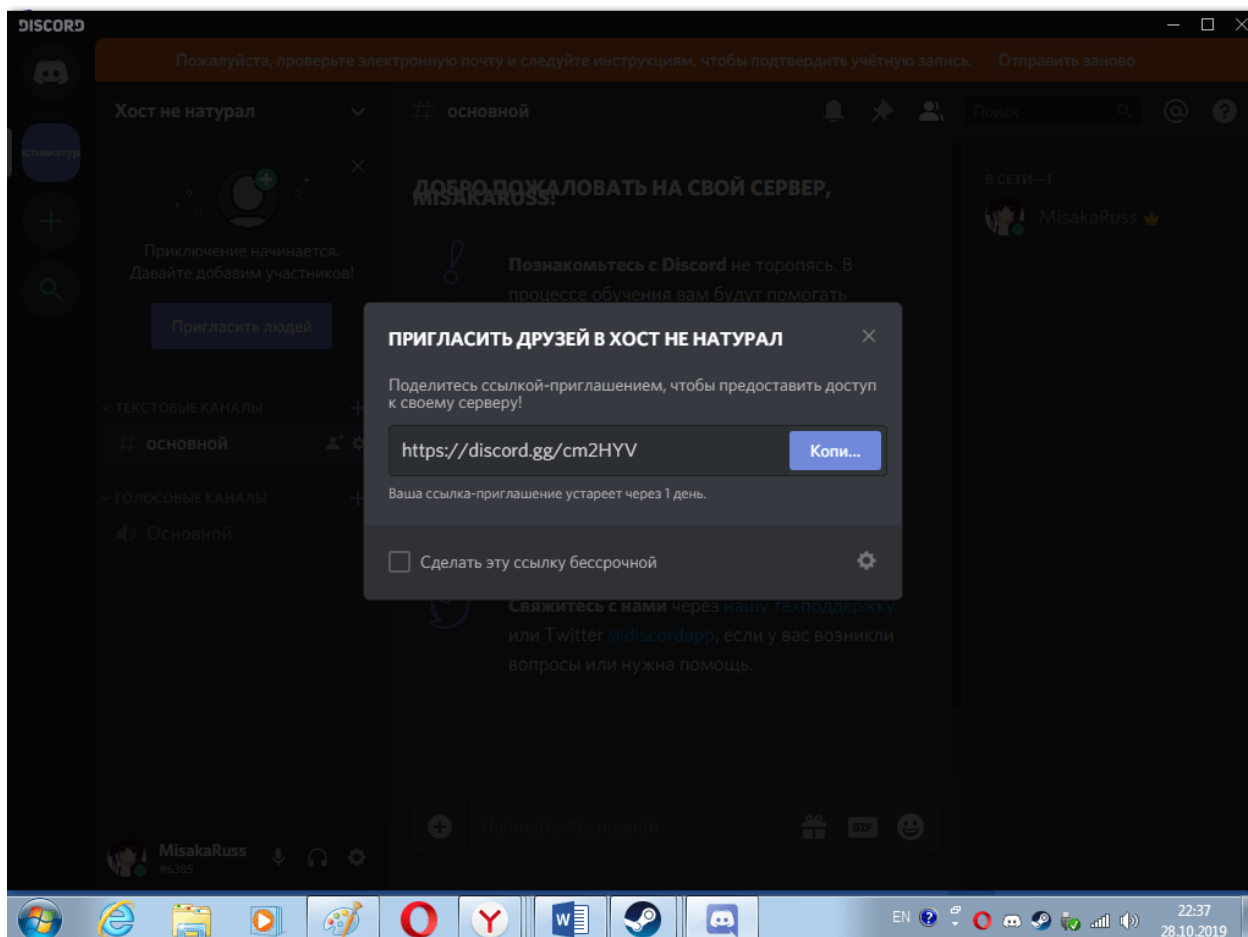 DISCORD
Пожалуйста, проверьте электронную почту и следуйте инструкциям, чтобы подтвердить учётную запись. Отправить заново
Хост не натурал
основной
Поиск
ДОБРО ПОЖАЛОВАТЬ НА СВОЙ СЕРВЕР,
MISAKARUSS!
В СЕТИ—1
MisakaRuss
Приключение начинается.
Давайте добавим участников!
Пригласить людей
Познакомьтесь с Discord не торопясь. В
процессе обучения вам будут помогать
ПРИГЛАСИТЬ ДРУЗЕЙ В ХОСТ НЕ НАТУРАЛ
Поделитесь ссылкой-приглашением, чтобы предоставить доступ
к своему серверу!
https://discord.gg/cm2HYV
Копи...
Ваша ссылка-приглашение устареет через 1 день.
Сделать эту ссылку бессрочной
ТЕКСТОВЫЕ КАНАЛЫ
основной
ГОЛОСОВЫЕ КАНАЛЫ
Основной
Свяжитесь с нами через нашу техподдержку
или Twitter @discordapp, если у вас возникли
вопросы или нужна помощь.
Написать #основной
GIF
MisakaRuss
#6385
EN
22:37
28.10.2019